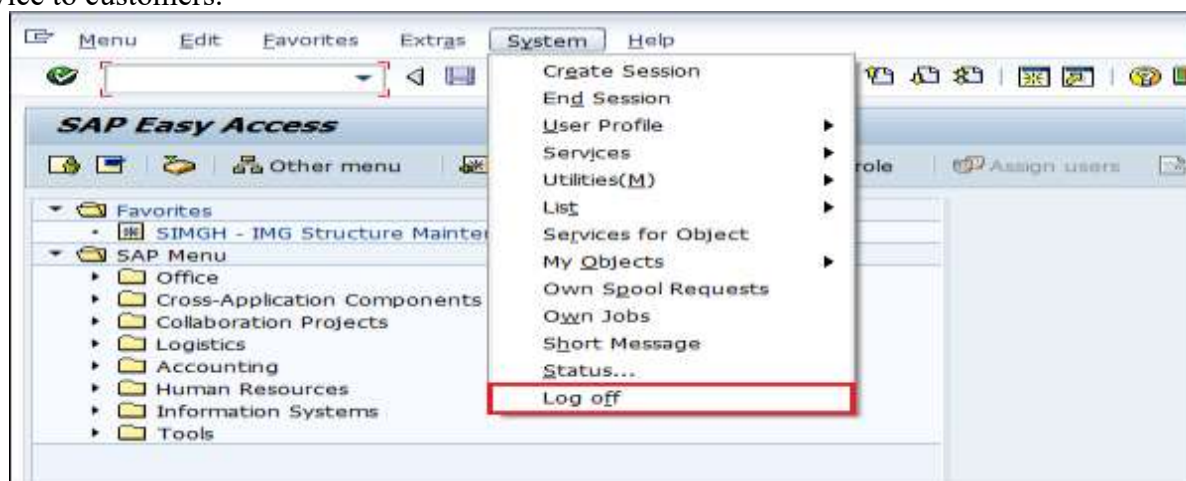 vice to customers.
Menu Edit Favorites Extras System Help
Create Session
End Session
SAP Easy Access
User Profile
Services
Other menu role Assign users
Utilities(M)
List
Favorites
SIMGH - IMG Structure Mainte
Services for Object
SAP Menu
My Objects
Office
Own Spool Requests
Cross-Application Components
Own Jobs
Collaboration Projects
Short Message
Logistics
Accounting
Status...
Human Resources
Log off
Information Systems
Tools